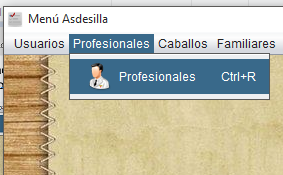 Menú Asdesilla
Usuarios Profesionales Caballos Familiares
Profesionales Ctrl+R